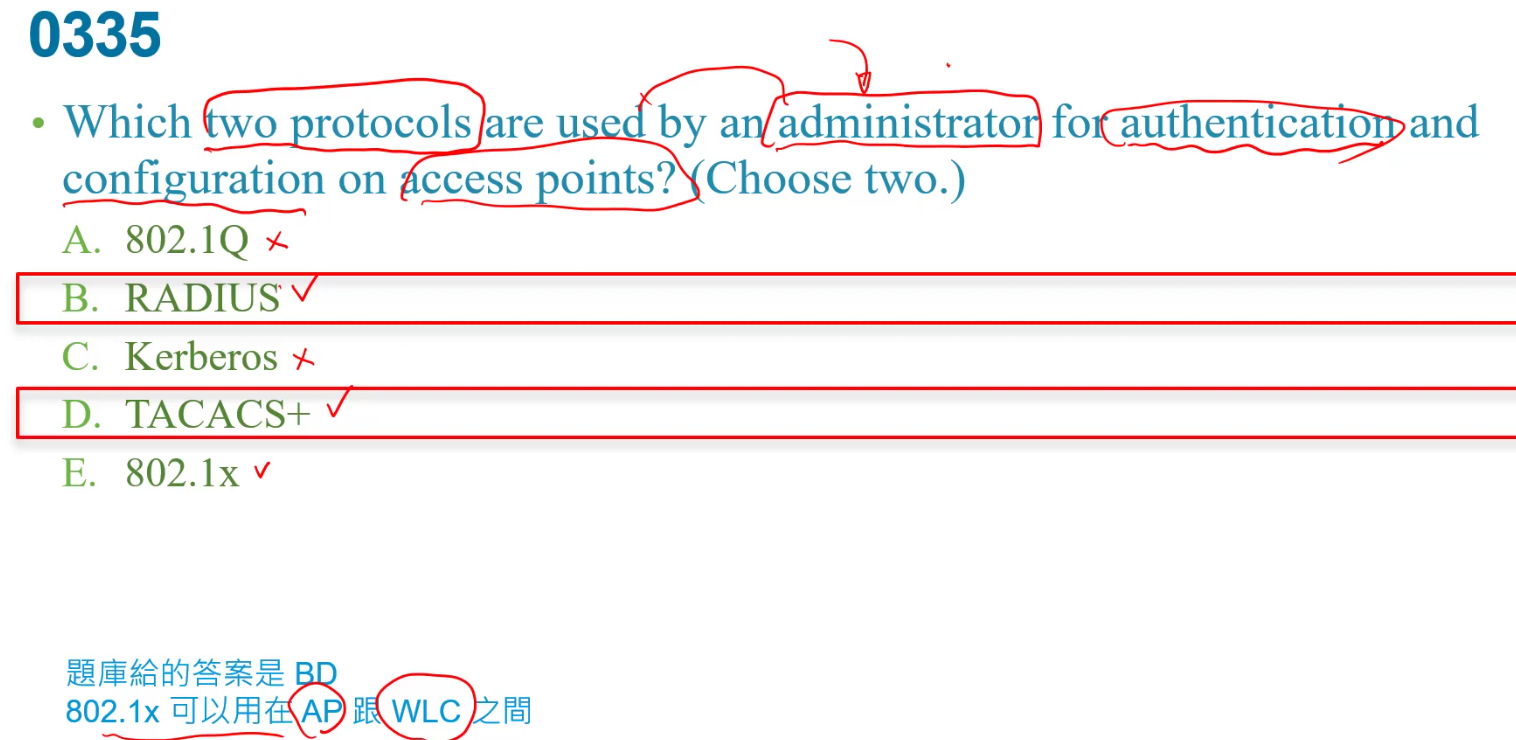 0335
• Which two protocols are used by an administrator for authentication and
configuration on access points? (Choose two.)
A. 802.1Q
B. RADIUS
C. Kerberos
D. TACACS+
E. 802.1x
題庫給的答案是 BD
802.1x 可以用在 AP 跟 WLC 之間